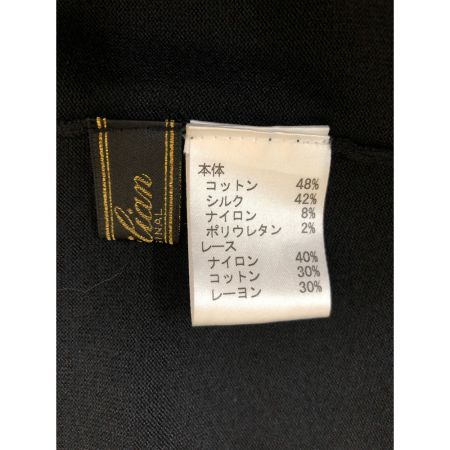 lian
GINAL
本体
コットン 48%
シルク 42%
ナイロン 8%
ポリウレタン 2%
レース
ナイロン 40%
コットン 30%
レーヨン 30%